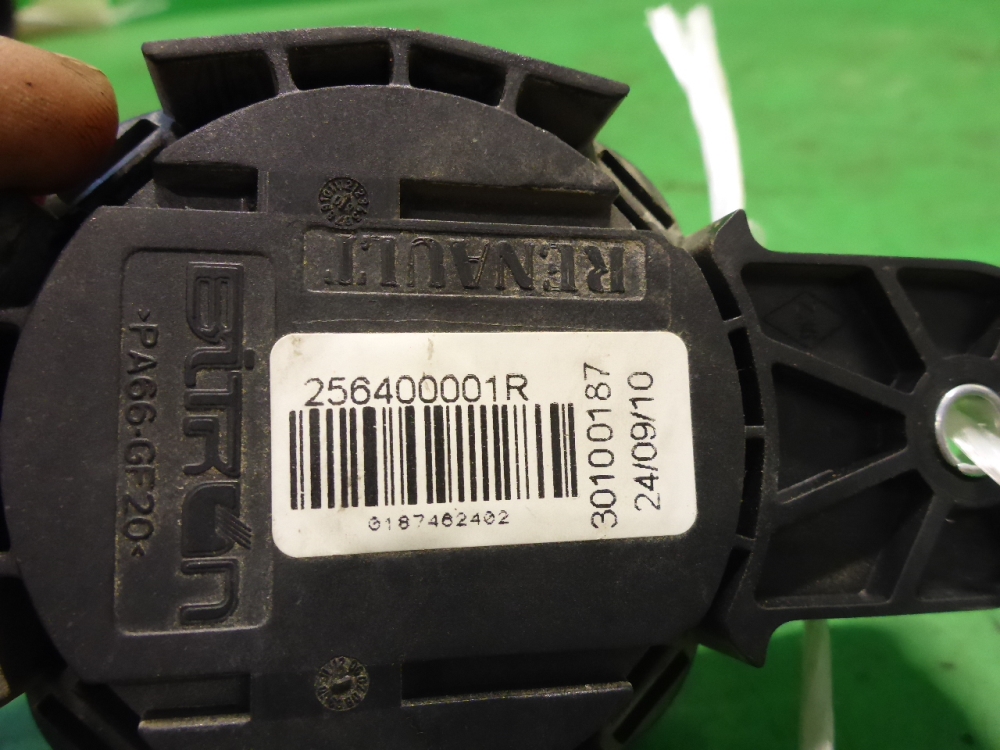 RENAULT
BITRON
>PA66-GF20<
256400001R
0187462402
30100187
24/09/10